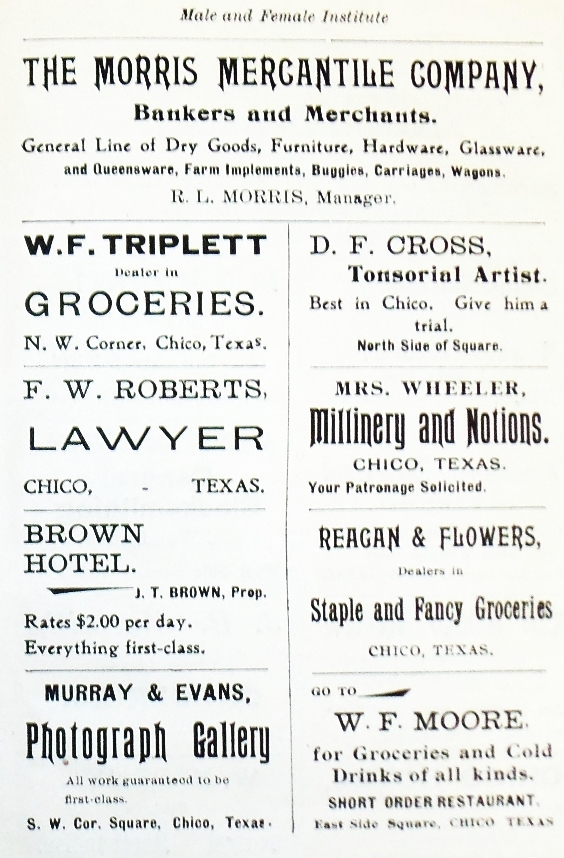 Male and Female Institute
THE MORRIS MERCANTILE COMPANY,
Bankers and Merchants.
General Line of Dry Goods, Furniture, Hardware, Glassware,
and Queensware, Farm Implements, Buggies, Carriages, Wagons.
R. L. MORRIS, Manager.
W. F. TRIPLETT
Dealer in
GROCERIES.
N. W. Corner, Chico, Texas.
F. W. ROBERTS,
LAWYER
CHICO, - TEXAS.
BROWN
HOTEL.
J. T. BROWN, Prop.
Rates $2.00 per day.
Everything first-class.
MURRAY & EVANS,
Photograph Gallery
All work guaranteed to be
first-class.
S. W. Cor. Square, Chico, Texas.
D. F. CROSS,
Tonsorial Artist.
Best in Chico. Give him a
trial.
North Side of Square.
MRS. WHEELER,
Millinery and Notions.
CHICO, TEXAS.
Your Patronage Solicited.
REAGAN & FLOWERS,
Dealers in
Staple and Fancy Groceries
CHICO, TEXAS.
GO TO
W. F. MOORE.
for Groceries and Cold
Drinks of all kinds.
SHORT ORDER RESTAURANT.
East Side Square, CHICO TEXAS